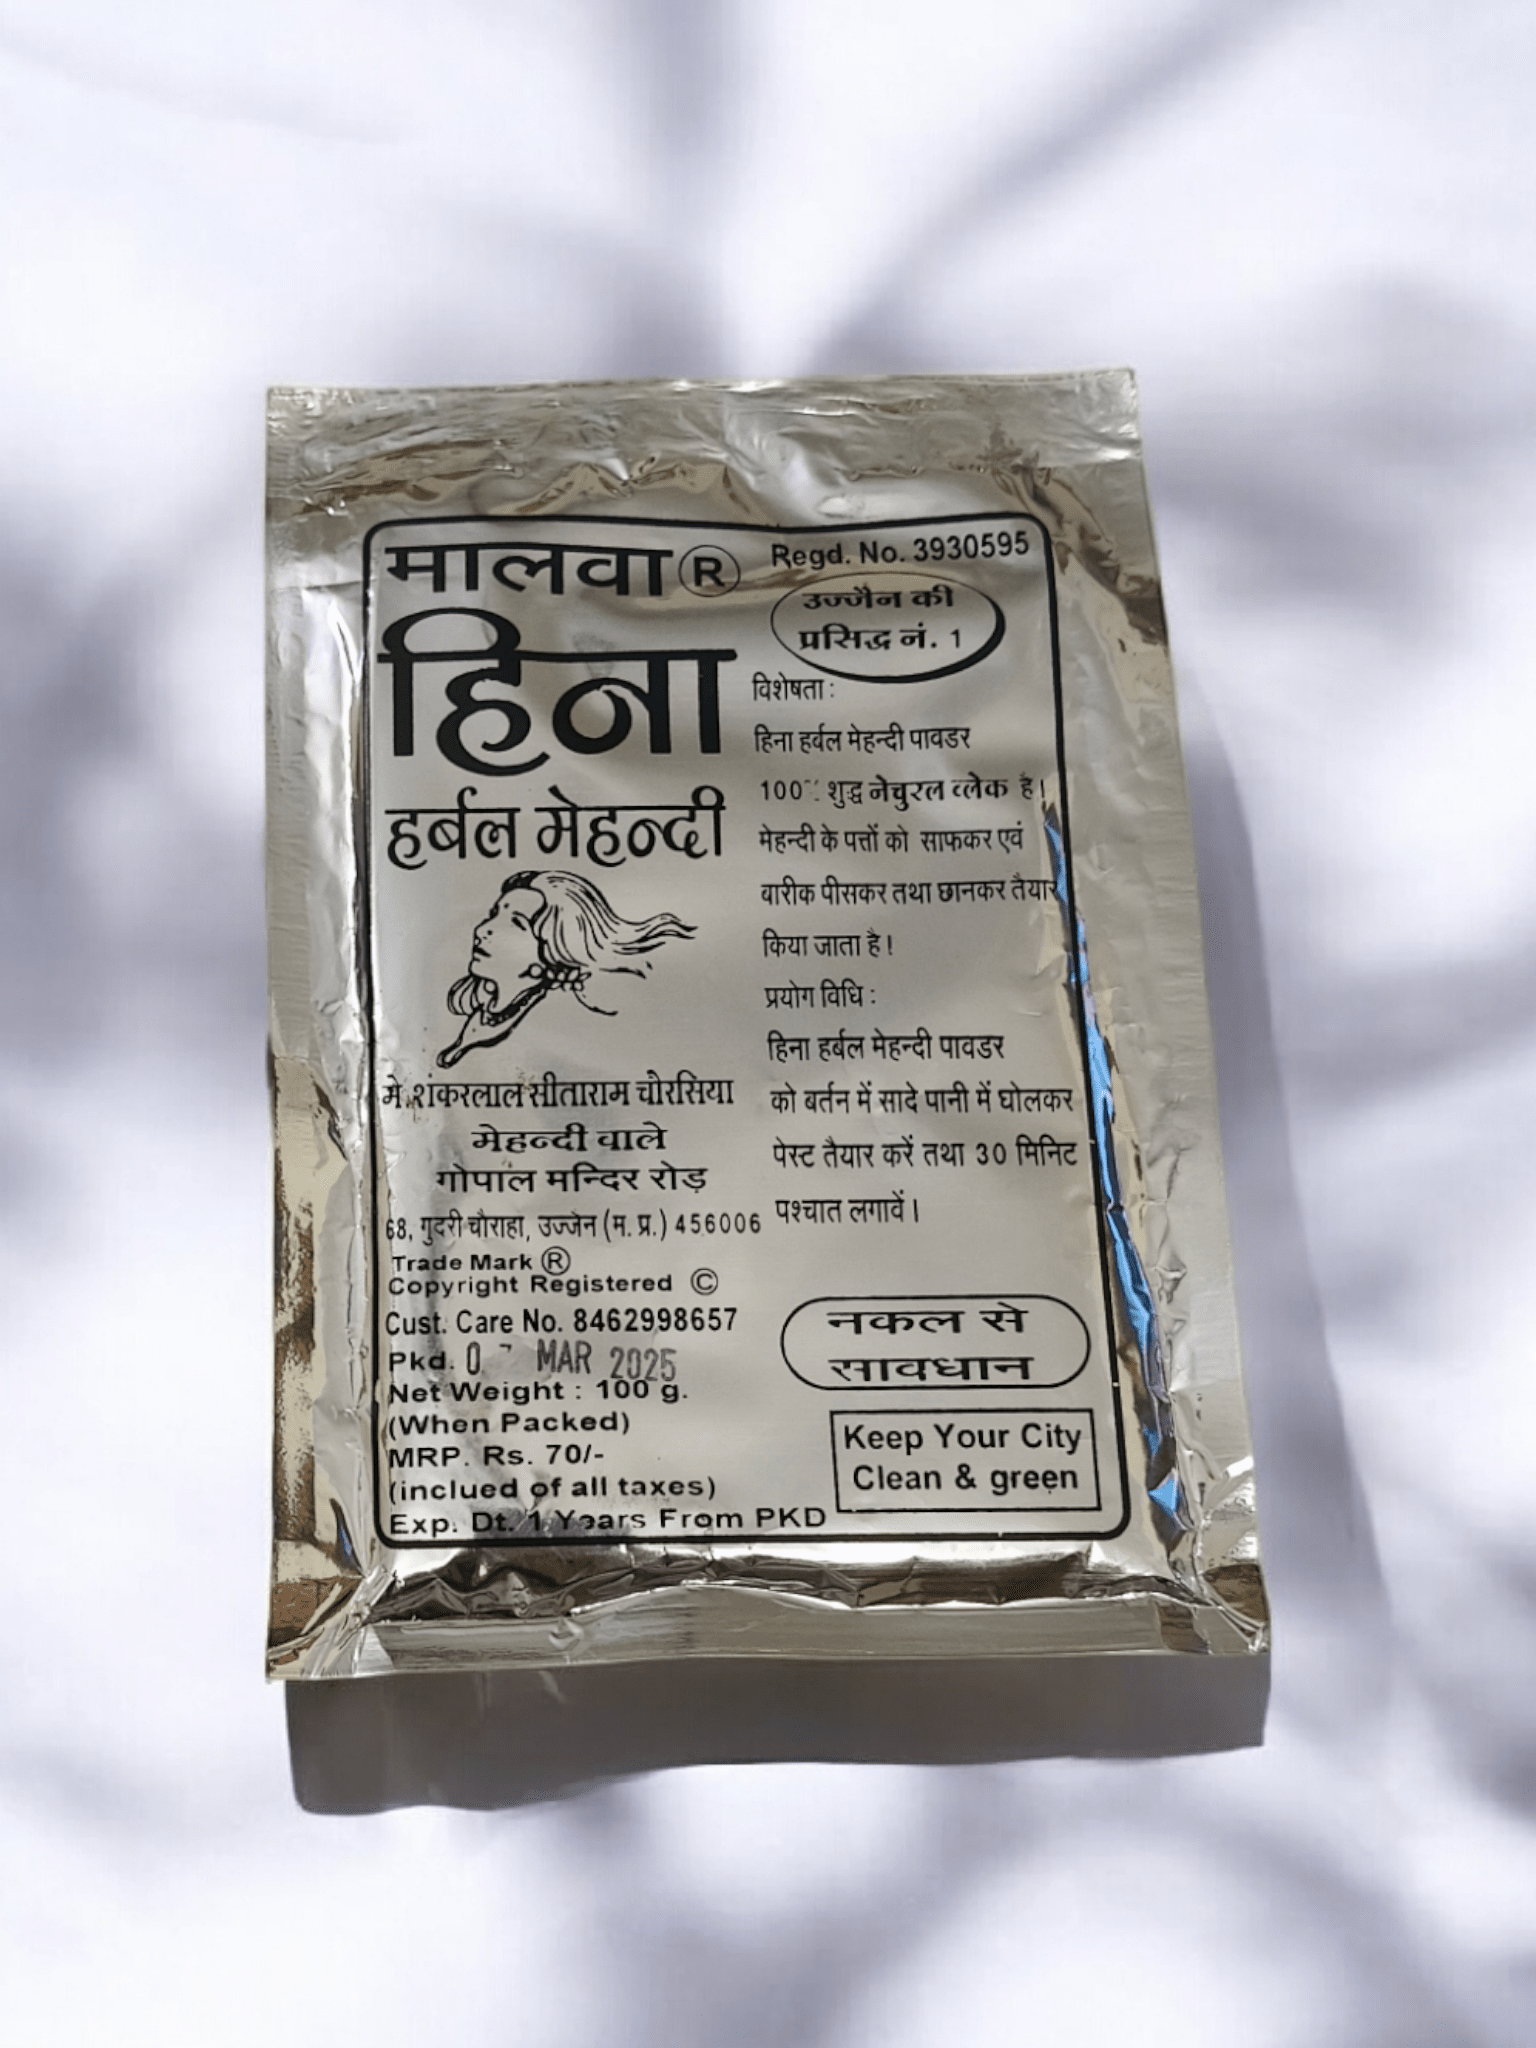 मालवा ®
हिना
हर्बल मेहन्दी
मे. शंकरलाल सीताराम चौरसिया
मेहन्दी वाले
गोपाल मन्दिर रोड़
68, गुदरी चौराहा, उज्जेन (म. प्र.) 456006
Trade Mark ®
Copyright Registered ©
Cust. Care No. 8462998657
Pkd. MAR 2025
Net Weight : 100 g.
(When Packed)
MRP. Rs. 70/-
(inclued of all taxes)
Exp. Dt. 1 Years From PKD
Regd. No. 3930595
उज्जैन की
प्रसिद्ध नं. 1
विशेषता :
हिना हर्वल मेहन्दी पावडर
100% शुद्ध नेचुरल ब्लेक है।
मेहन्दी के पत्तों को साफकर एवं
बारीक पीसकर तथा छानकर तैयार
किया जाता है!
प्रयोग विधि :
हिना हर्बल मेहन्दी पावडर
को बर्तन में सादे पानी में घोलकर
पेस्ट तैयार करें तथा 30 मिनिट
पश्चात लगावें।
नकल से
सावधान
Keep Your City
Clean & green